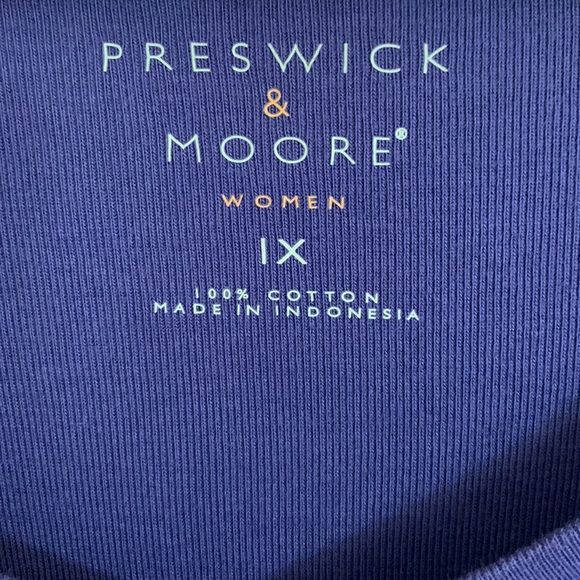 PRESWICK
&
MOORE®
WOMEN
1X
100% COTTON
MADE IN INDONESIA